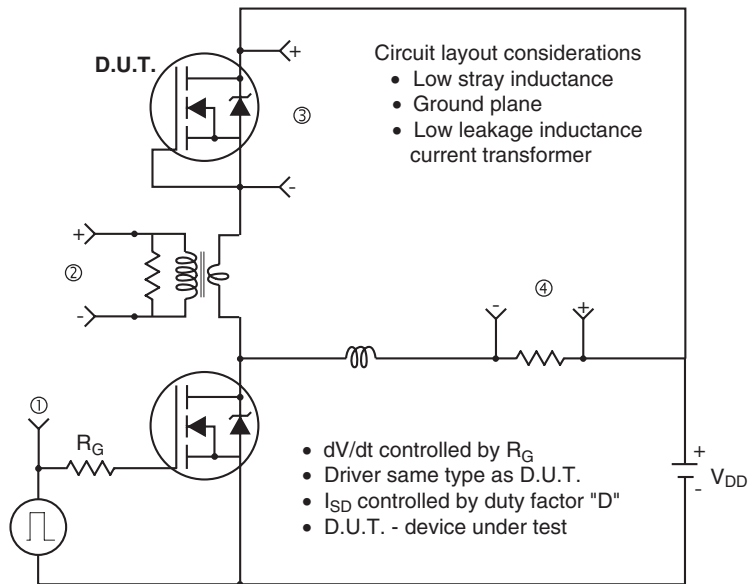 D.U.T.
+
③
-
Circuit layout considerations
• Low stray inductance
• Ground plane
• Low leakage inductance
current transformer
+
②
-
④
- +
①
R_G
• dV/dt controlled by R_G
• Driver same type as D.U.T.
• I_SD controlled by duty factor "D"
• D.U.T. - device under test
+
V_DD
-